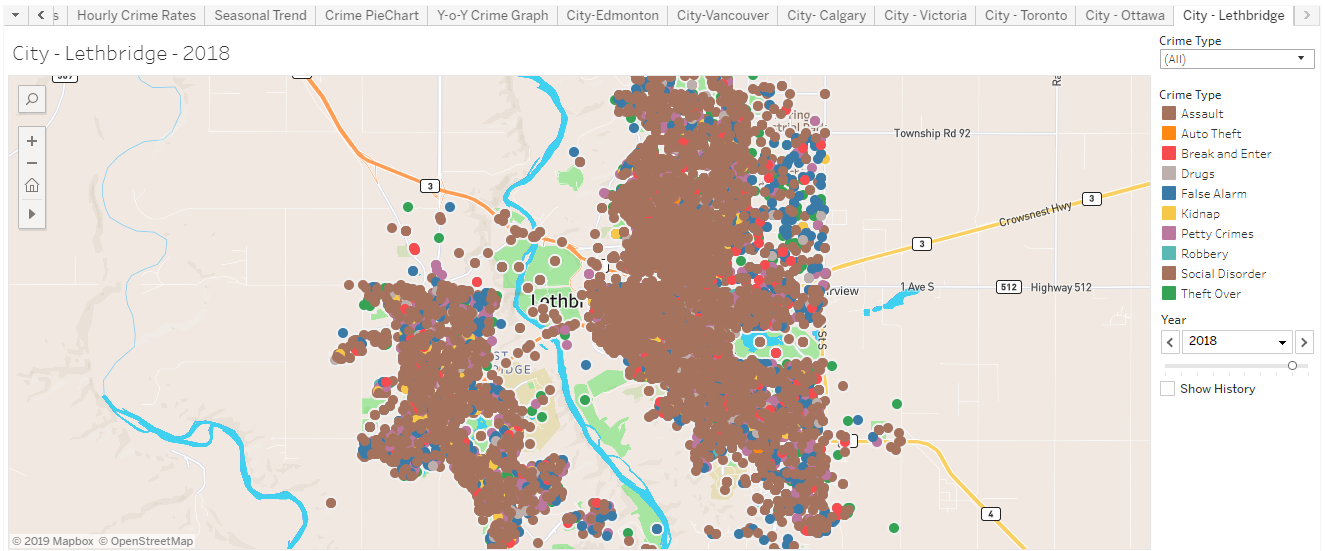 s
Hourly Crime Rates
Seasonal Trend
Crime PieChart
Y-o-Y Crime Graph
City-Edmonton
City-Vancouver
City- Calgary
City - Victoria
City - Toronto
City - Ottawa
City - Lethbridge
City - Lethbridge - 2018
Crime Type
(All)
Crime Type
Assault
Auto Theft
Break and Enter
Drugs
False Alarm
Kidnap
Petty Crimes
Robbery
Social Disorder
Theft Over
Year
2018
Show History
Township Rd 92
3
3
Crowsnest Hwy
3
Lethbr
rview
1 Ave S
512
Highway 512
St S
ST
RIDGE
4
© 2019 Mapbox © OpenStreetMap